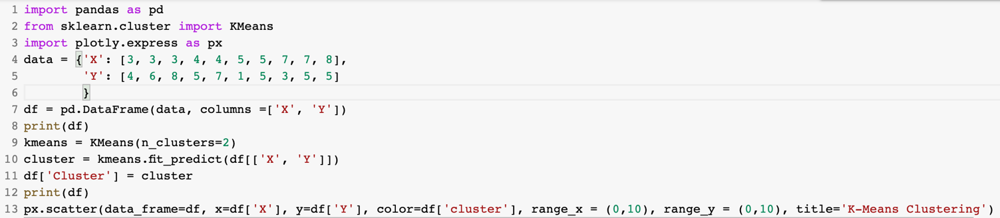 1 import pandas as pd
2 from sklearn.cluster import KMeans
3 import plotly.express as px
4 data = {'X': [3, 3, 3, 4, 4, 5, 5, 7, 7, 8],
5         'Y': [4, 6, 8, 5, 7, 1, 5, 3, 5, 5]
6         }
7 df = pd.DataFrame(data, columns =['X', 'Y'])
8 print(df)
9 kmeans = KMeans(n_clusters=2)
10 cluster = kmeans.fit_predict(df[['X', 'Y']])
11 df['Cluster'] = cluster
12 print(df)
13 px.scatter(data_frame=df, x=df['X'], y=df['Y'], color=df['cluster'], range_x = (0,10), range_y = (0,10), title='K-Means Clustering')